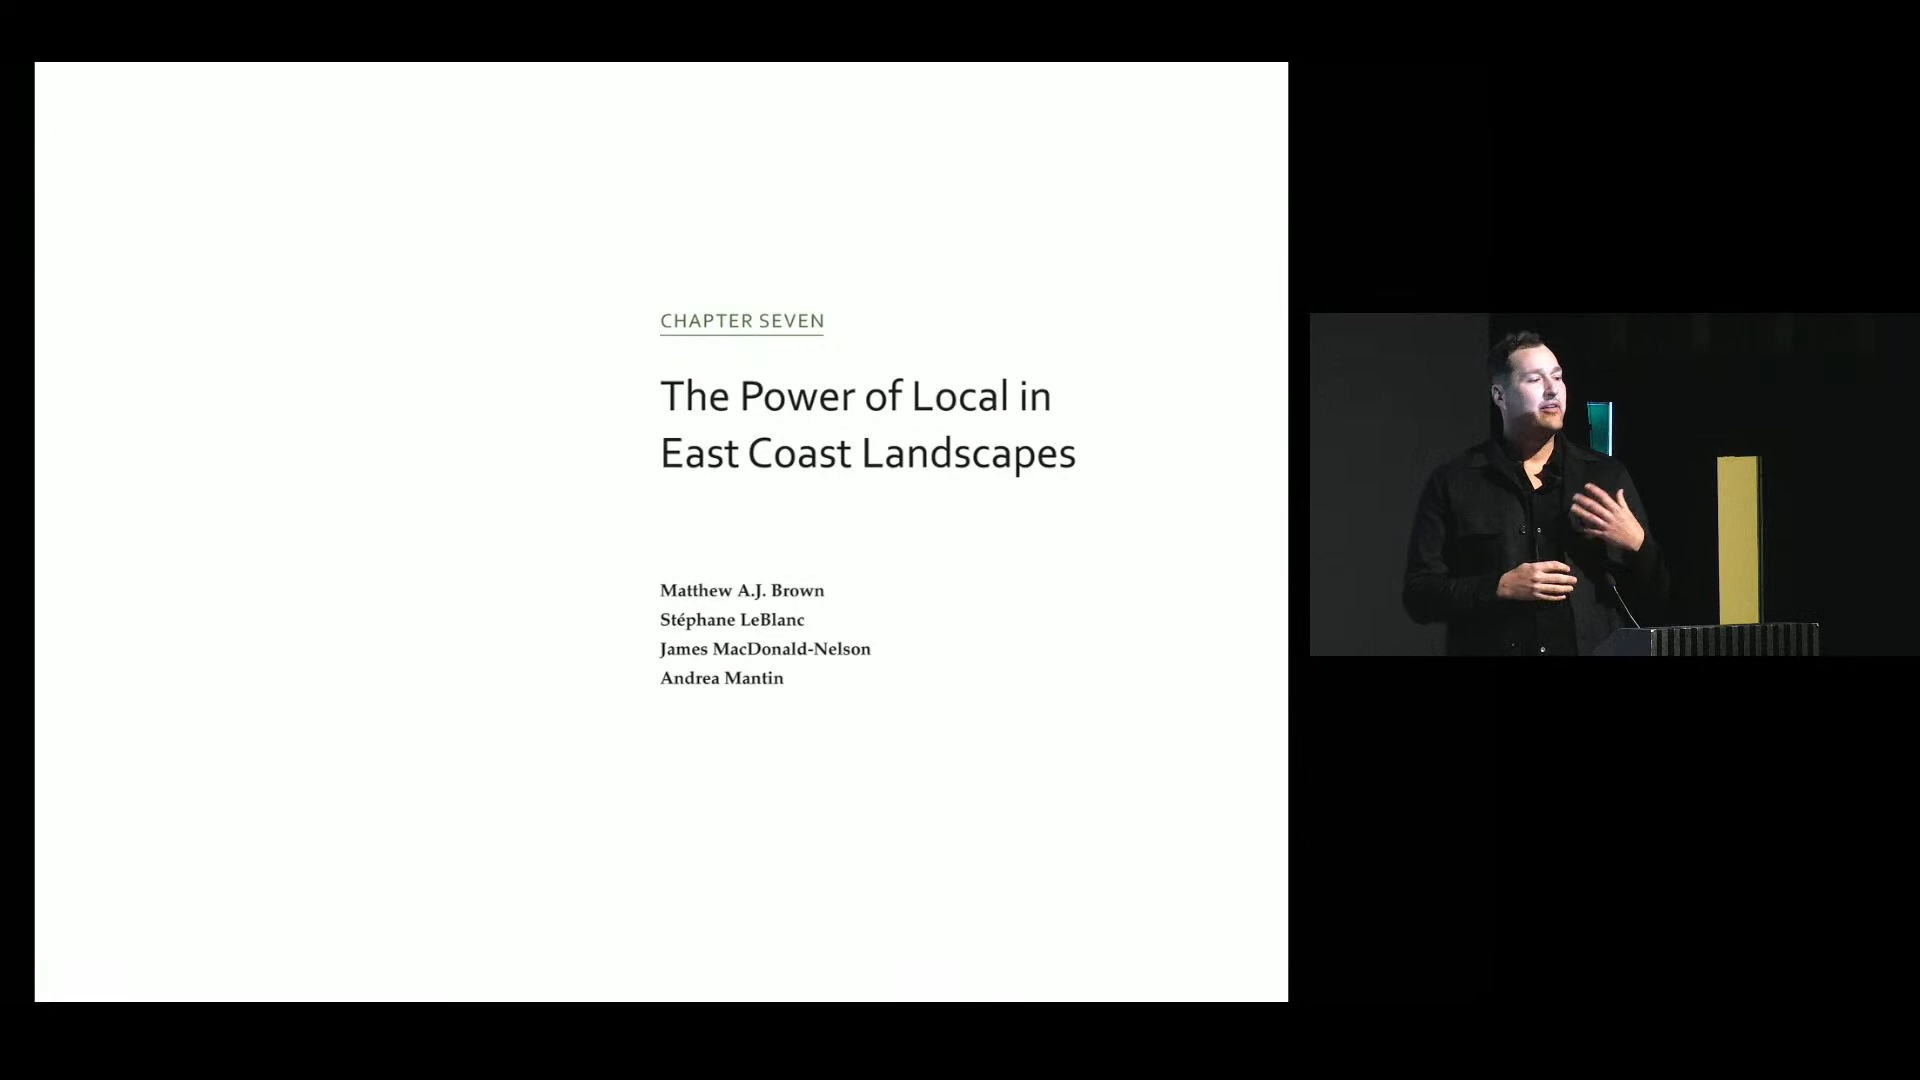 CHAPTER SEVEN
The Power of Local in
East Coast Landscapes
Matthew A.J. Brown
Stéphane LeBlanc
James MacDonald-Nelson
Andrea Mantin